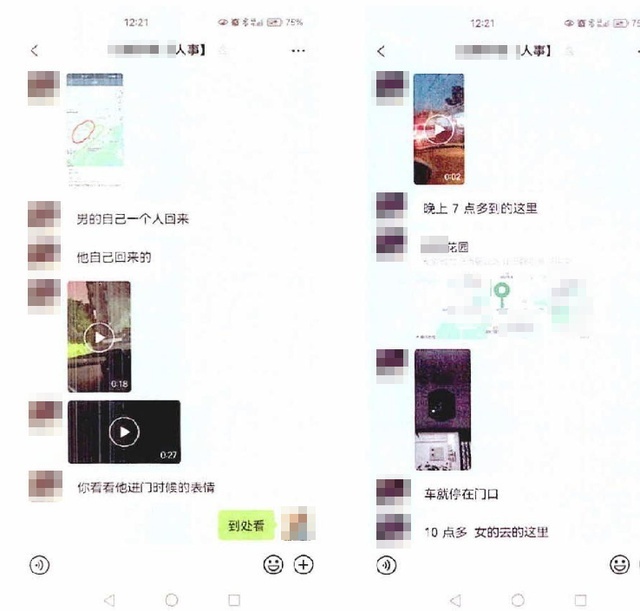 12:21
75%
人事】
男的自己一个人回来
他自己回来的
0:18
0:27
你看看他进门时候的表情
到处看
12:21
人事】
0:02
晚上 7 点多到的这里
花园
车就停在门口
10 点多 女的云的这里